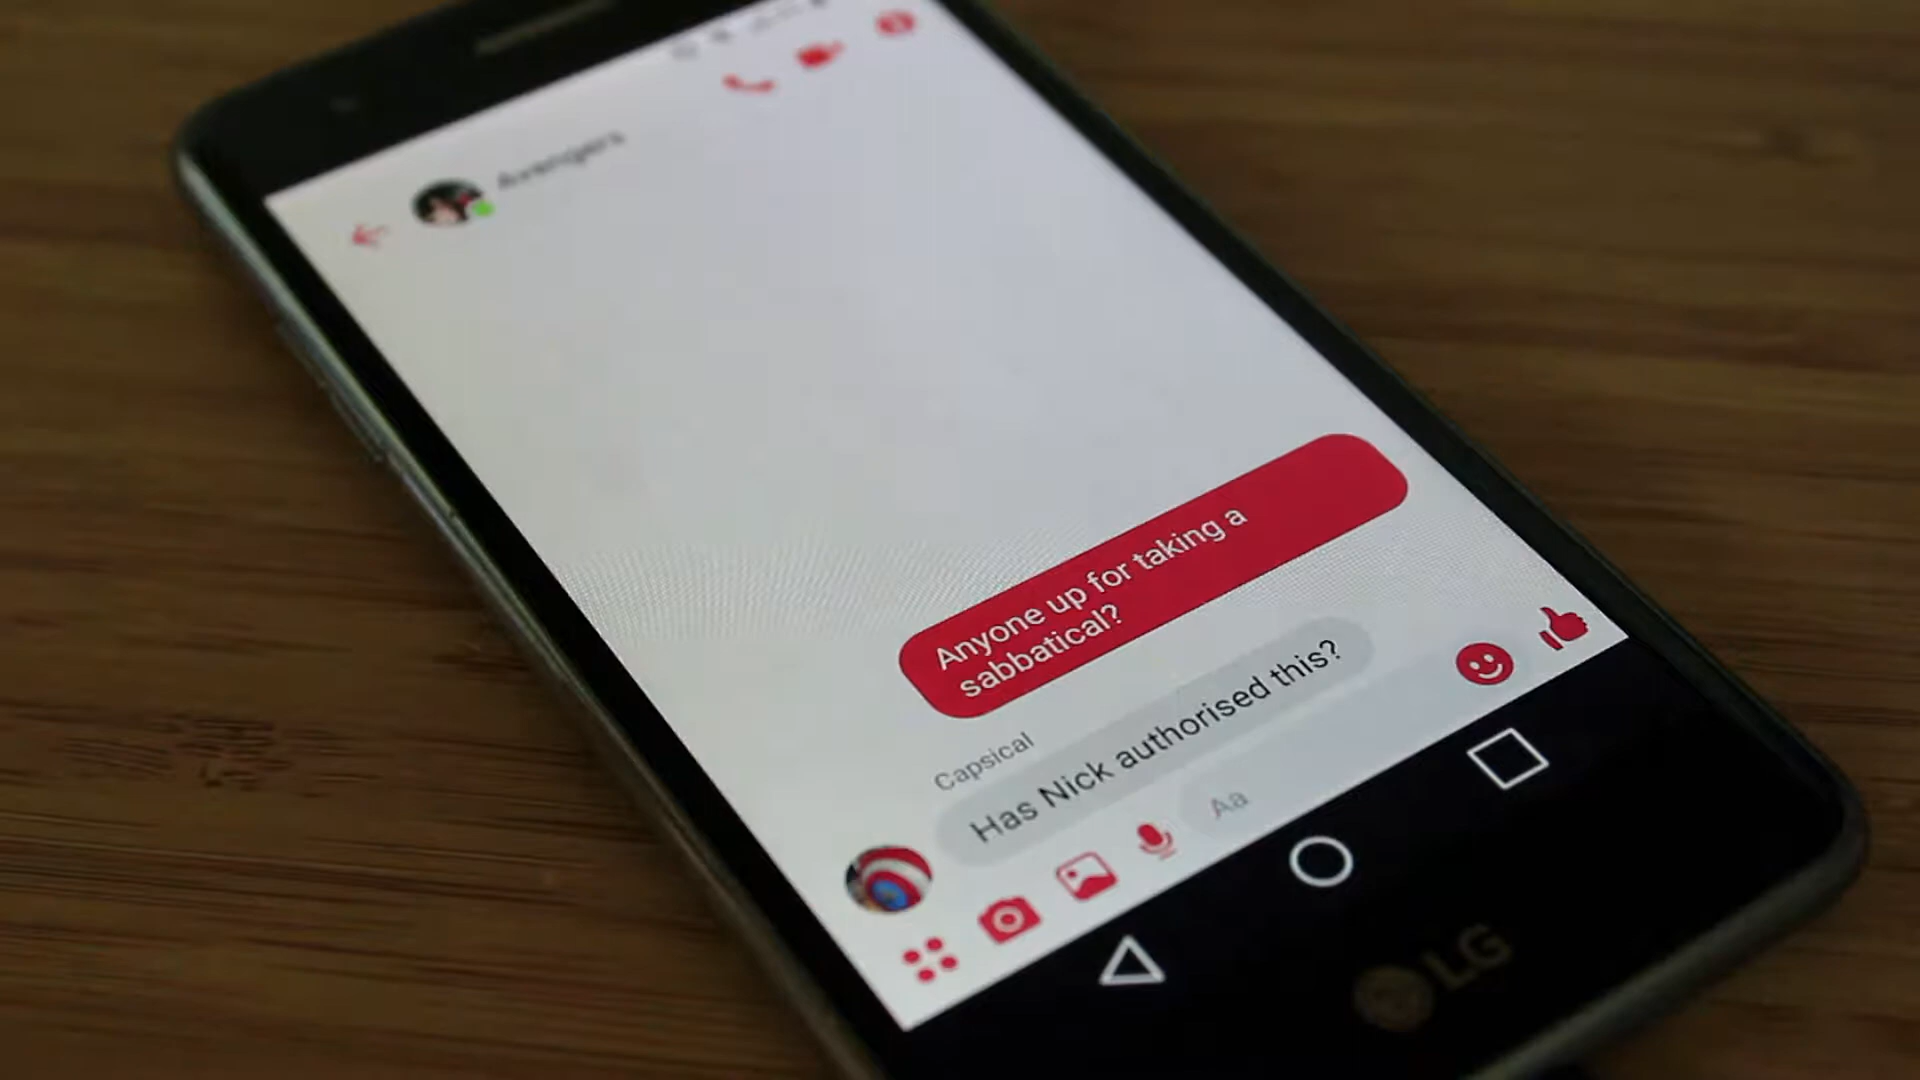 Avengers
Anyone up for taking a
sabbatical?
Capsical
Has Nick authorised this?
Aa
LG